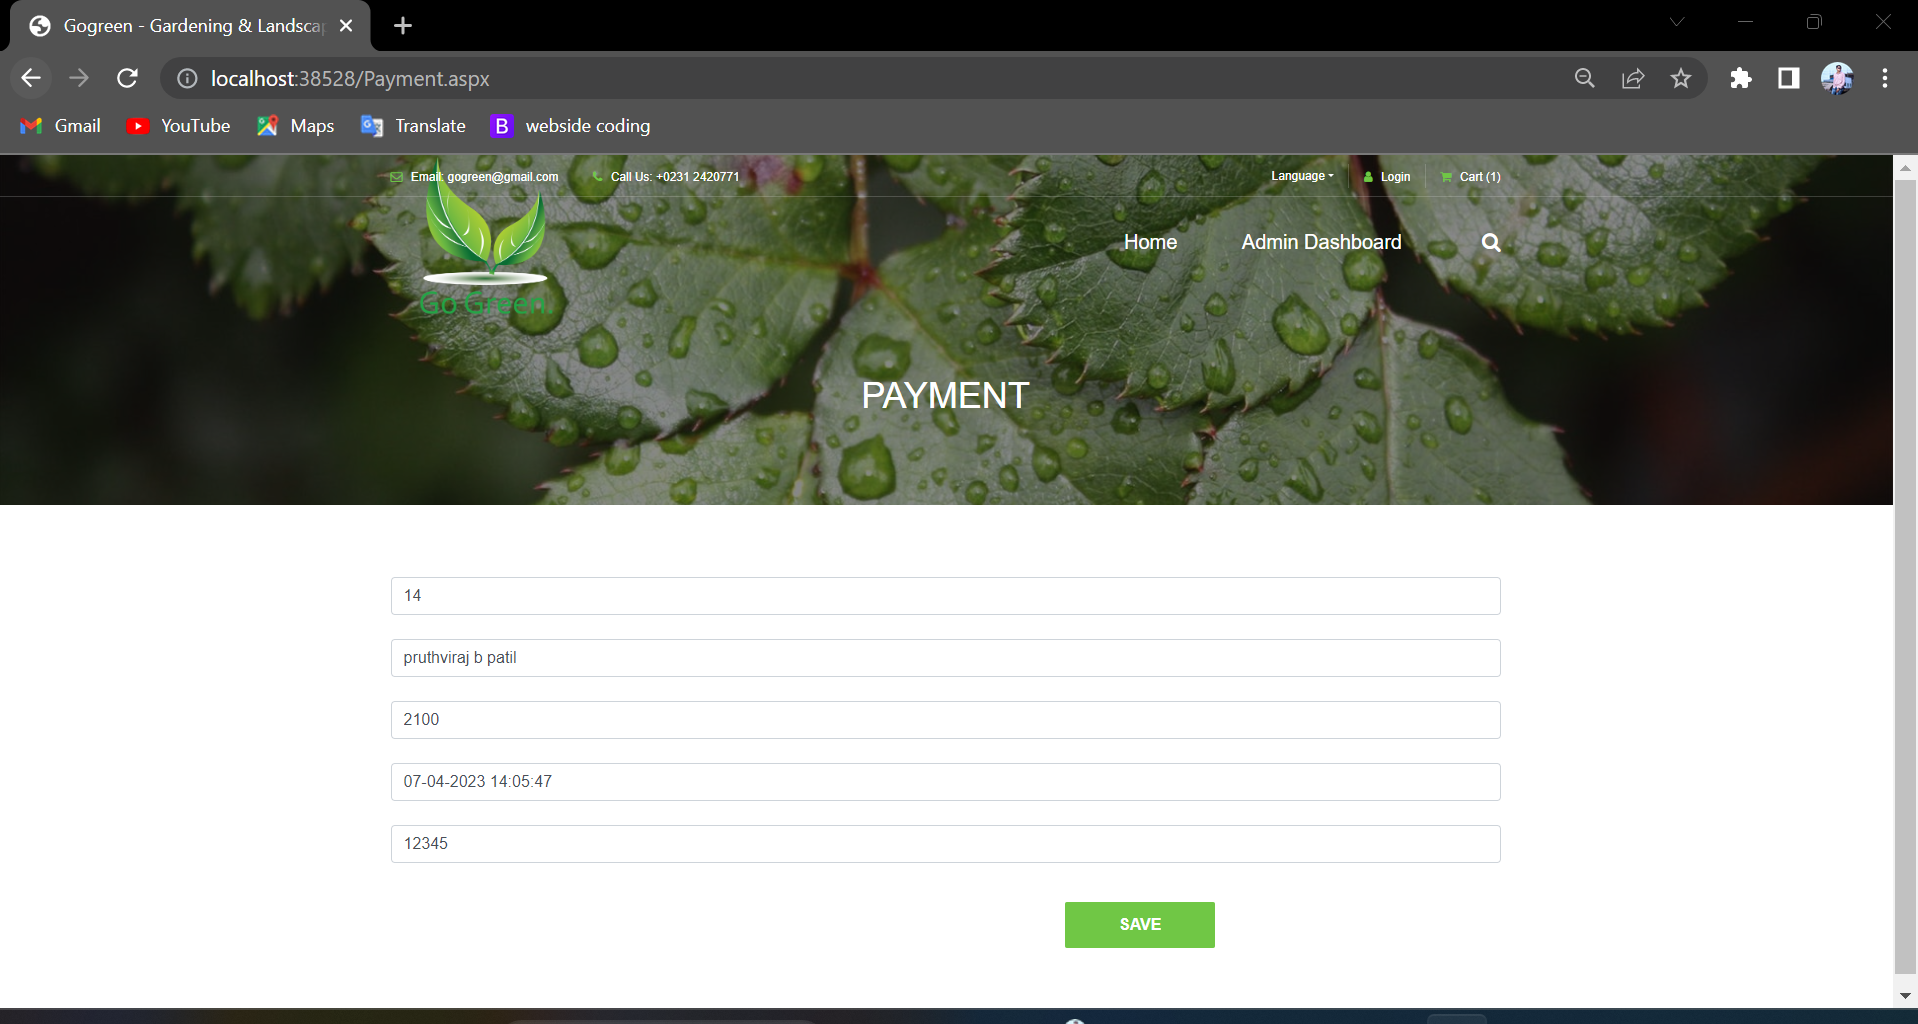 Gogreen - Gardening & Landsca
localhost:38528/Payment.aspx
Gmail YouTube Maps Translate B webside coding
Email: gogreen@gmail.com Call Us: +0231 2420771 Language Login Cart (1)
Home Admin Dashboard
Go Green.
PAYMENT
14
pruthviraj b patil
2100
07-04-2023 14:05:47
12345
SAVE